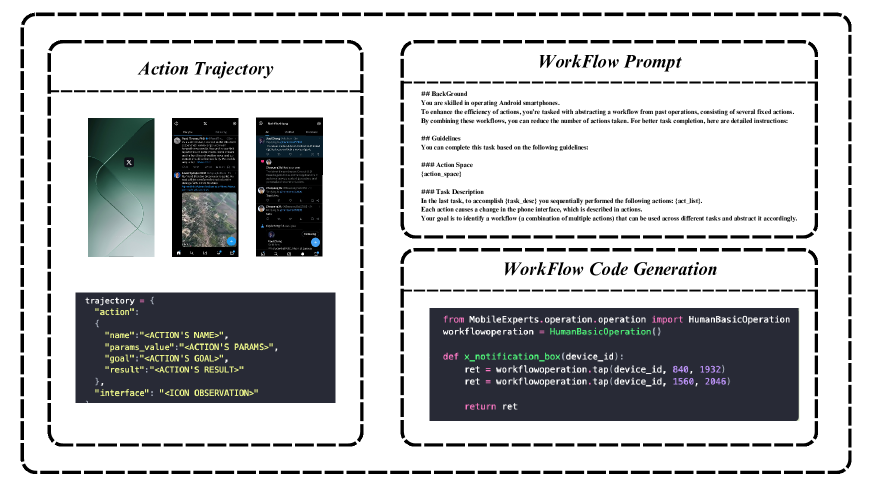 Action Trajectory
trajectory = {
"action":
{
"name":"<ACTION'S NAME>",
"params_value":"<ACTION'S PARAMS>",
"goal":"<ACTION'S GOAL>",
"result":"<ACTION'S RESULT>"
},
"interface": "<ICON OBSERVATION>"
WorkFlow Prompt
## BackGround
You are skilled in operating Android smartphones.
To enhance the efficiency of actions, you're tasked with abstracting a workflow from past operations, consisting of several fixed actions.
By combining these workflows, you can reduce the number of actions taken. For better task completion, here are detailed instructions:
## Guidelines
You can complete this task based on the following guidelines:
### Action Space
{action_space}
### Task Description
In the last task, to accomplish {task_desc} you sequentially performed the following actions: {act_list}.
Each action causes a change in the phone interface, which is described in actions.
Your goal is to identify a workflow (a combination of multiple actions) that can be used across different tasks and abstract it accordingly.
WorkFlow Code Generation
from MobileExperts.operation.operation import HumanBasicOperation
workflowoperation = HumanBasicOperation()
def x_notification_box(device_id):
ret = workflowoperation.tap(device_id, 840, 1932)
ret = workflowoperation.tap(device_id, 1560, 2046)
return ret